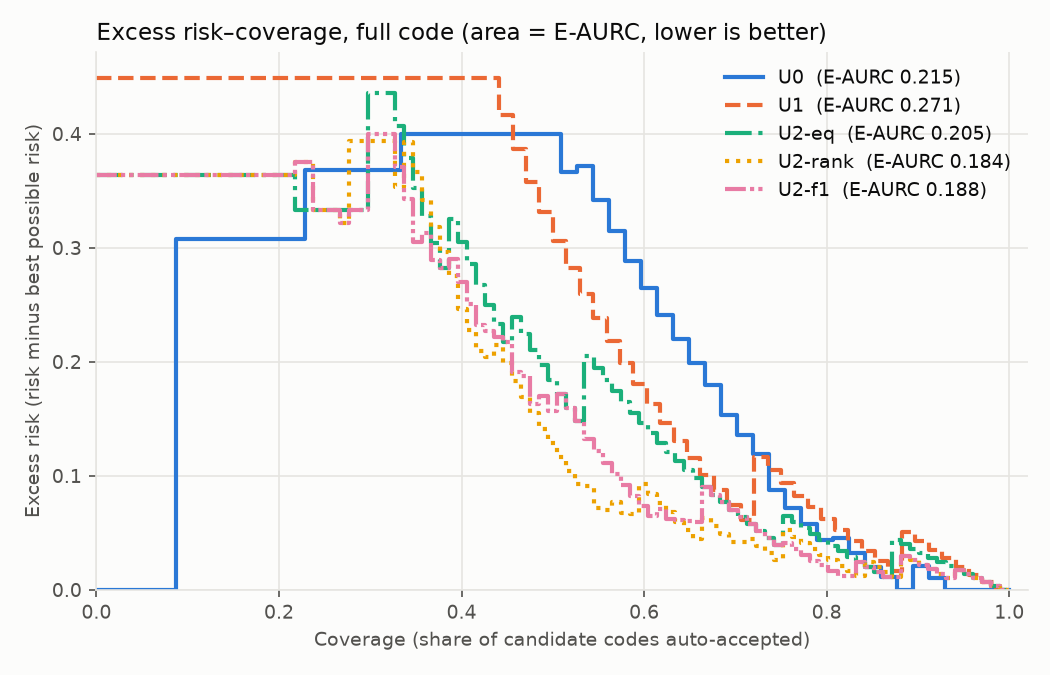 Excess risk–coverage, full code (area = E-AURC, lower is better)
U0 (E-AURC 0.215)
U1 (E-AURC 0.271)
U2-eq (E-AURC 0.205)
U2-rank (E-AURC 0.184)
U2-f1 (E-AURC 0.188)
Excess risk (risk minus best possible risk)
0.4
0.3
0.2
0.1
0.0
0.0 0.2 0.4 0.6 0.8 1.0
Coverage (share of candidate codes auto-accepted)